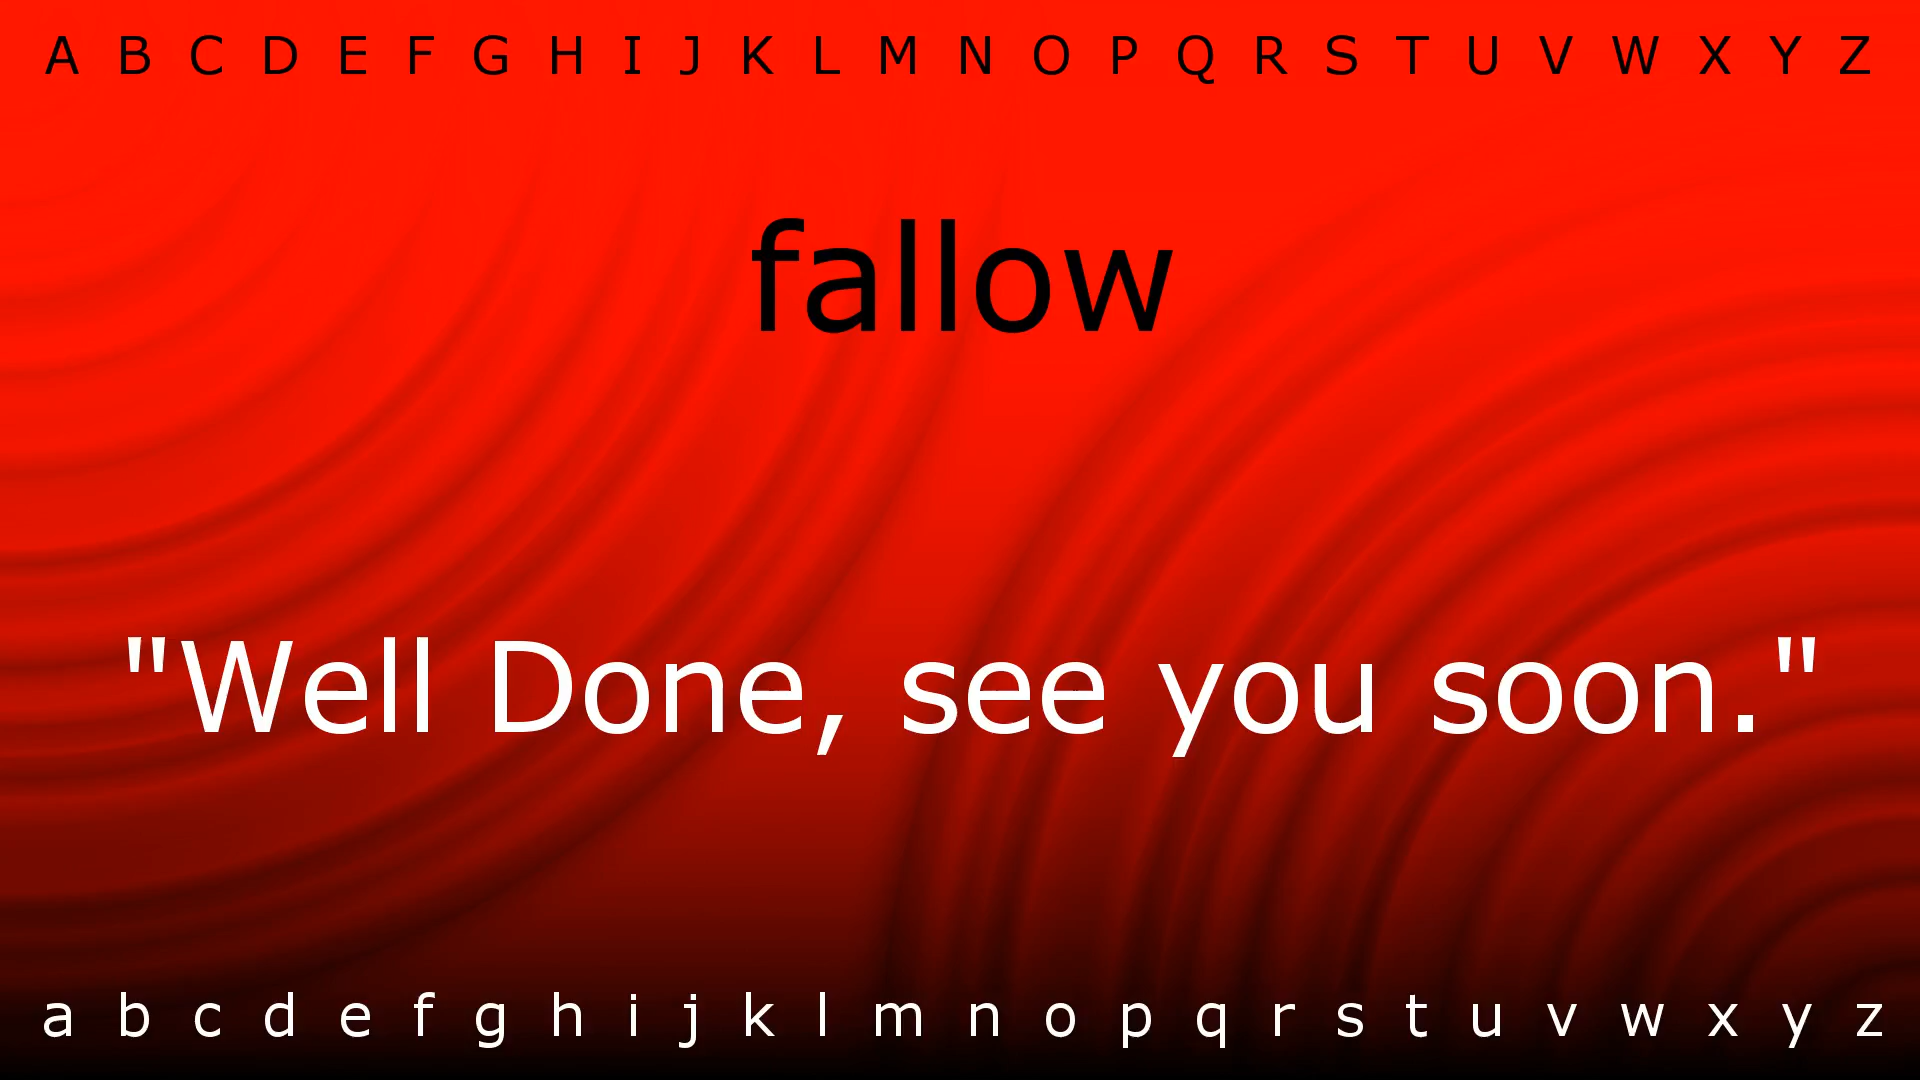 A B C D E F G H I J K L M N O P Q R S T U V W X Y Z
fallow
"Well Done, see you soon."
a b c d e f g h i j k l m n o p q r s t u v w x y z